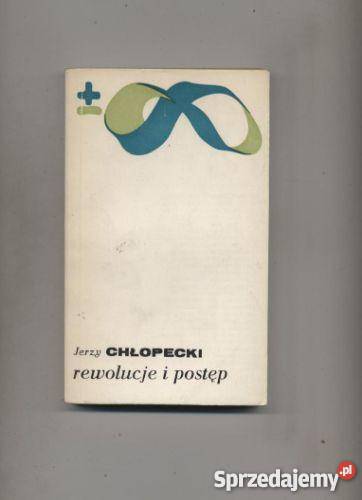 ±∞
Jerzy CHŁOPECKI
rewolucje i postęp
Sprzedajemy.pl